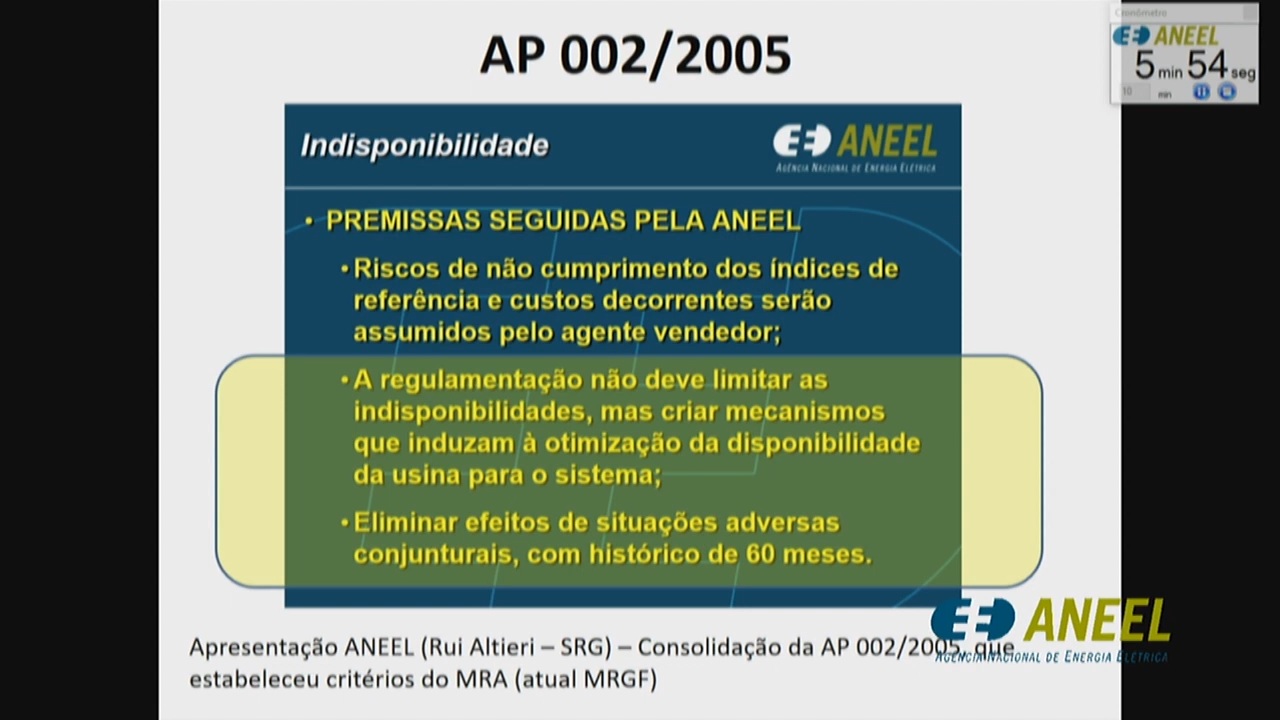 AP 002/2005
Cronômetro
ANEEL
5 min 54 seg
10 min
Indisponibilidade
ANEEL
AGÊNCIA NACIONAL DE ENERGIA ELÉTRICA
• PREMISSAS SEGUIDAS PELA ANEEL
• Riscos de não cumprimento dos índices de
referência e custos decorrentes serão
assumidos pelo agente vendedor;
• A regulamentação não deve limitar as
indisponibilidades, mas criar mecanismos
que induzam à otimização da disponibilidade
da usina para o sistema;
• Eliminar efeitos de situações adversas
conjunturais, com histórico de 60 meses.
Apresentação ANEEL (Rui Altieri – SRG) – Consolidação da AP 002/2005, que
estabeleceu critérios do MRA (atual MRGF)
ANEEL
AGÊNCIA NACIONAL DE ENERGIA ELÉTRICA